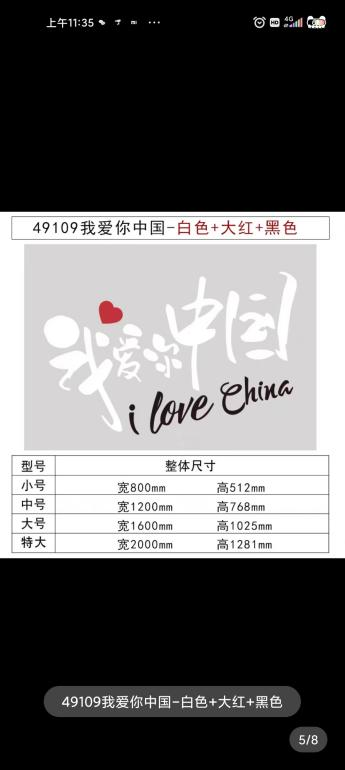 上午11:35
4G
HD
49109我爱你中国-白色+大红+黑色
我爱你中国
i love China
型号 整体尺寸
小号 宽800mm 高512mm
中号 宽1200mm 高768mm
大号 宽1600mm 高1025mm
特大 宽2000mm 高1281mm
49109我爱你中国-白色+大红+黑色
5/8